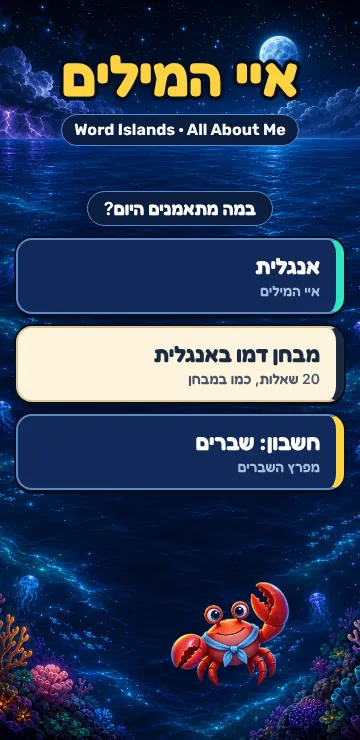 איי המילים
Word Islands • All About Me
במה מתאמנים היום?
אנגלית
איי המילים
מבחן דמו באנגלית
20 שאלות, כמו במבחן
חשבון: שברים
מפרץ השברים